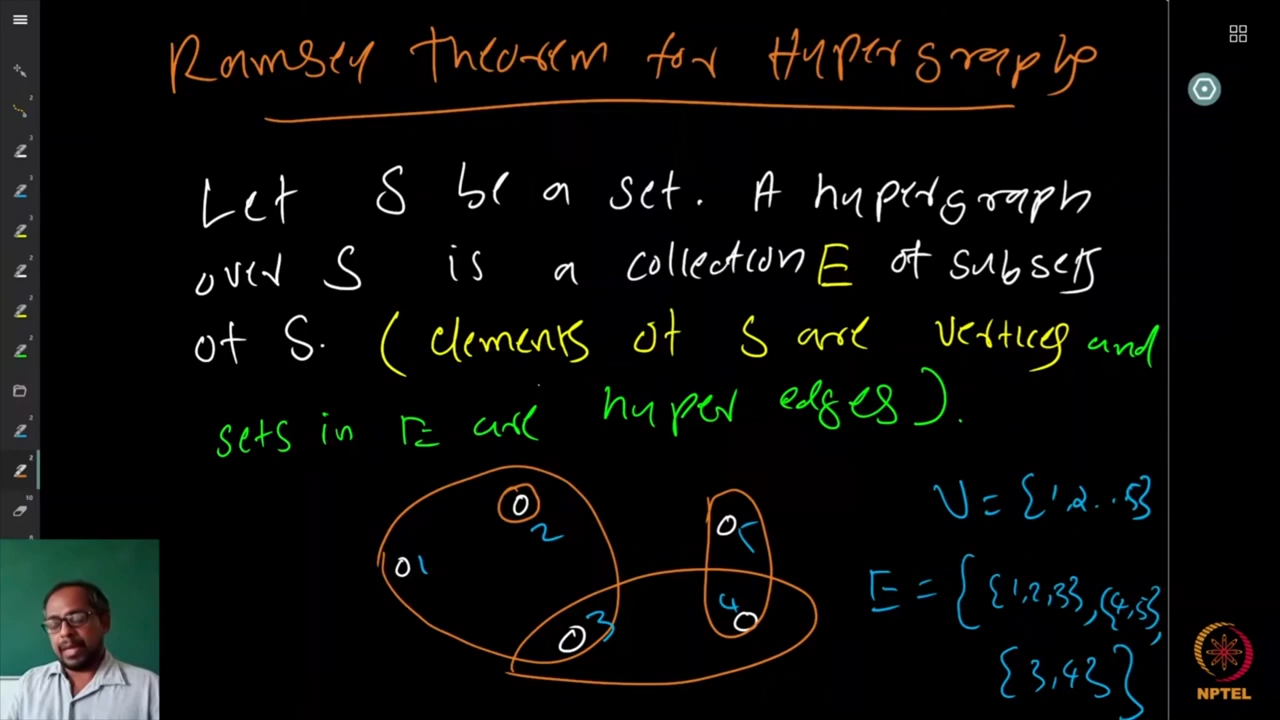 Ramsey theorem for Hypergraphs
Let S be a set. A hypergraph
over S is a collection E of subsets
of S. (elements of S are vertices and
sets in E are hyper edges).
V = {1,2...5}
2
5
1
E = {{1,2,3},{4,5},
4
3
{3,4}}
NPTEL